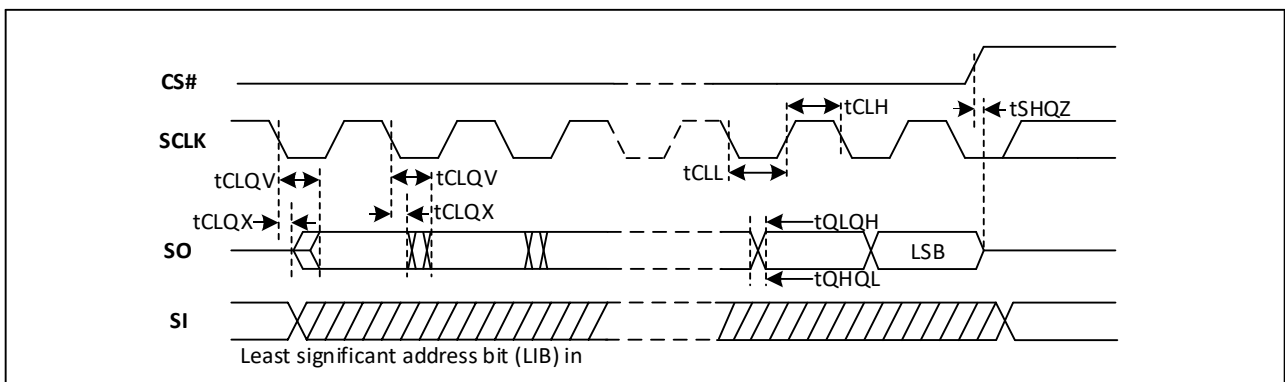 CS#
tCLH
tSHQZ
SCLK
tCLL
tCLQV
tCLQV
tCLQX
tCLQX
tQLQH
SO
LSB
tQHQL
SI
Least significant address bit (LIB) in